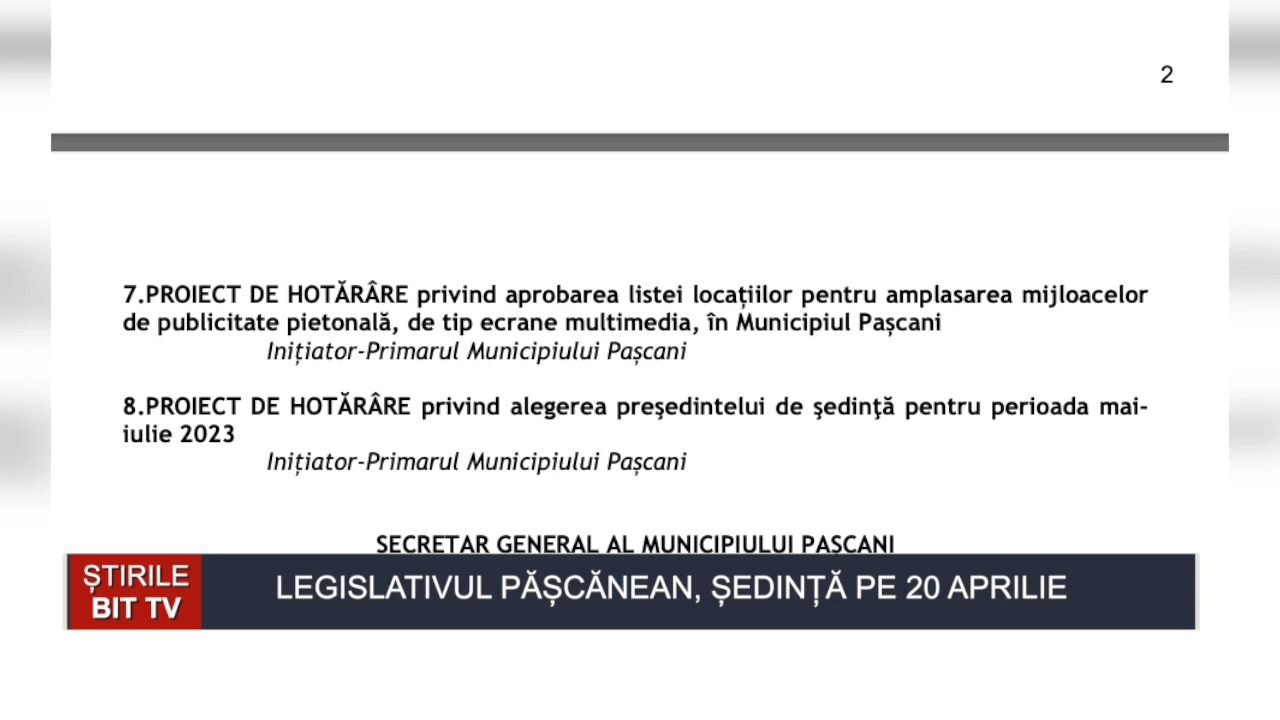 2
7.PROIECT DE HOTĂRÂRE privind aprobarea listei locațiilor pentru amplasarea mijloacelor
de publicitate pietonală, de tip ecrane multimedia, în Municipiul Pașcani
Inițiator-Primarul Municipiului Pașcani
8.PROIECT DE HOTĂRÂRE privind alegerea preşedintelui de şedinţă pentru perioada mai-
iulie 2023
Inițiator-Primarul Municipiului Pașcani
SECRETAR GENERAL AL MUNICIPIULUI PAȘCANI
ȘTIRILE
BIT TV
LEGISLATIVUL PĂȘCĂNEAN, ȘEDINȚĂ PE 20 APRILIE